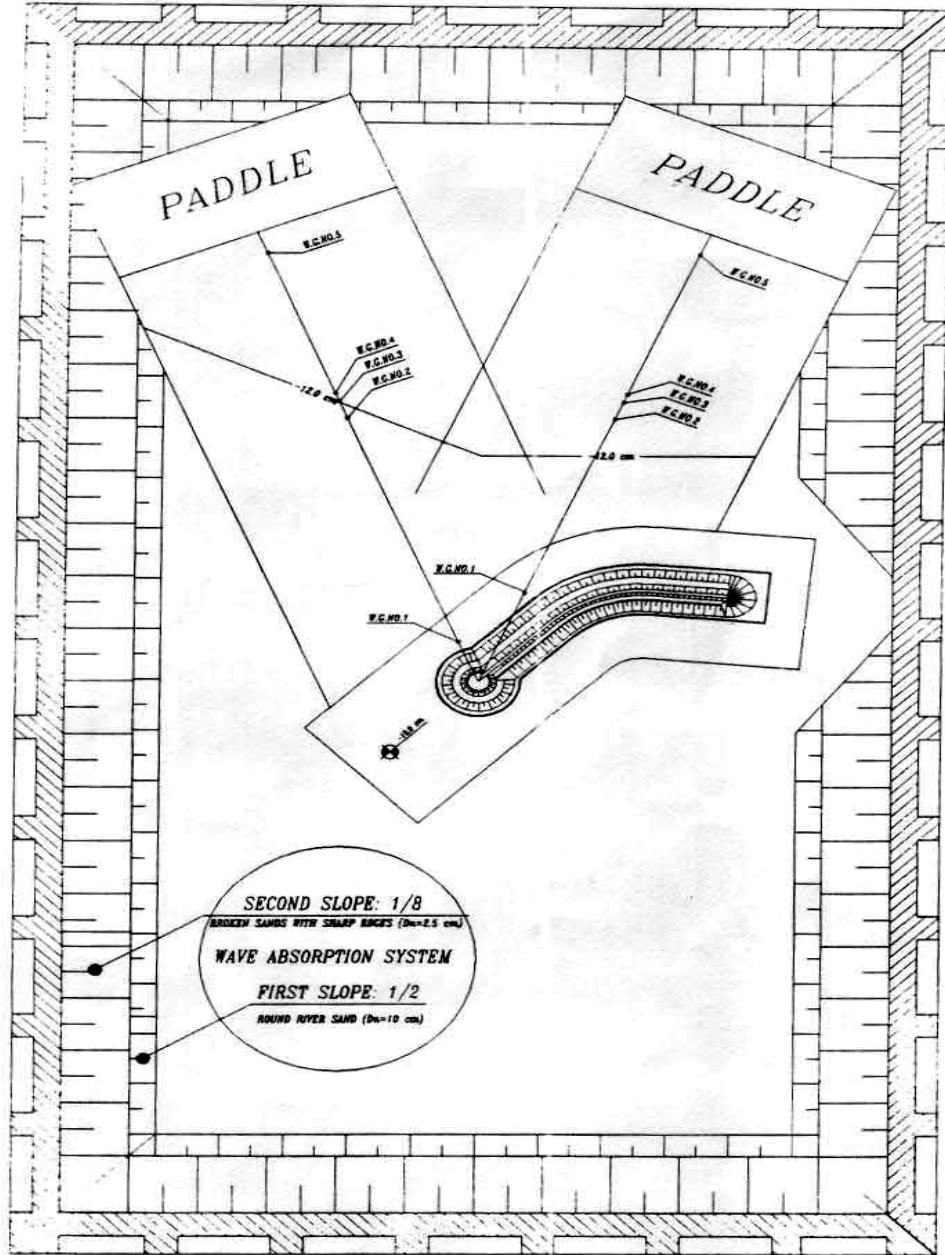 PADDLE
PADDLE
W.G.NO.5
W.G.NO.5
W.G.NO.4
W.G.NO.3
W.G.NO.2
W.G.NO.4
W.G.NO.3
W.G.NO.2
-12.0 cm
-12.0 cm
W.G.NO.1
W.G.NO.1
SECOND SLOPE: 1/8
BROKEN SANDS WITH SHARP EDGES (Dn=2.5 cm)
WAVE ABSORPTION SYSTEM
FIRST SLOPE: 1/2
ROUND RIVER SAND (Dn=10 cm)